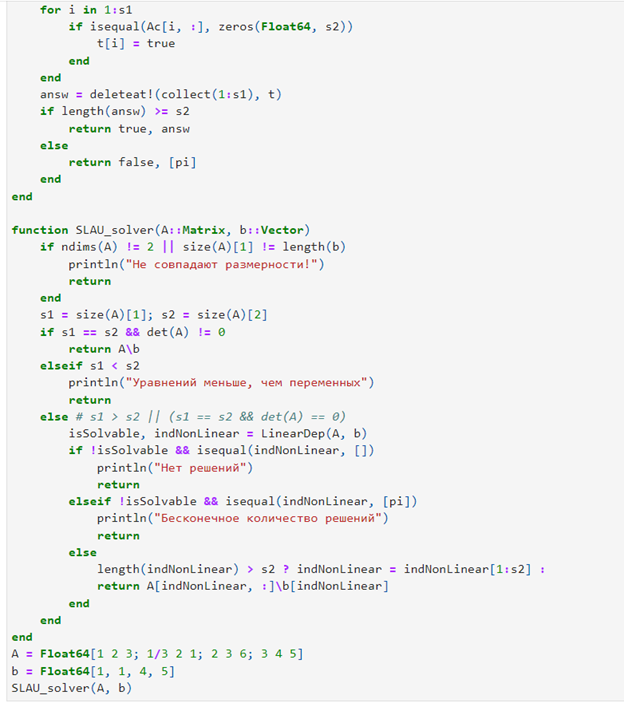 for i in 1:s1
if isequal(Ac[i, :], zeros(Float64, s2))
t[i] = true
end
end
answ = deleteat!(collect(1:s1), t)
if length(answ) >= s2
return true, answ
else
return false, [pi]
end
end
function SLAU_solver(A::Matrix, b::Vector)
if ndims(A) != 2 || size(A)[1] != length(b)
println("Не совпадают размерности!")
return
end
s1 = size(A)[1]; s2 = size(A)[2]
if s1 == s2 && det(A) != 0
return A\b
elseif s1 < s2
println("Уравнений меньше, чем переменных")
return
else # s1 > s2 || (s1 == s2 && det(A) == 0)
isSolvable, indNonLinear = LinearDep(A, b)
if !isSolvable && isequal(indNonLinear, [])
println("Нет решений")
return
elseif !isSolvable && isequal(indNonLinear, [pi])
println("Бесконечное количество решений")
return
else
length(indNonLinear) > s2 ? indNonLinear = indNonLinear[1:s2] :
return A[indNonLinear, :]\b[indNonLinear]
end
end
end
A = Float64[1 2 3; 1/3 2 1; 2 3 6; 3 4 5]
b = Float64[1, 1, 4, 5]
SLAU_solver(A, b)